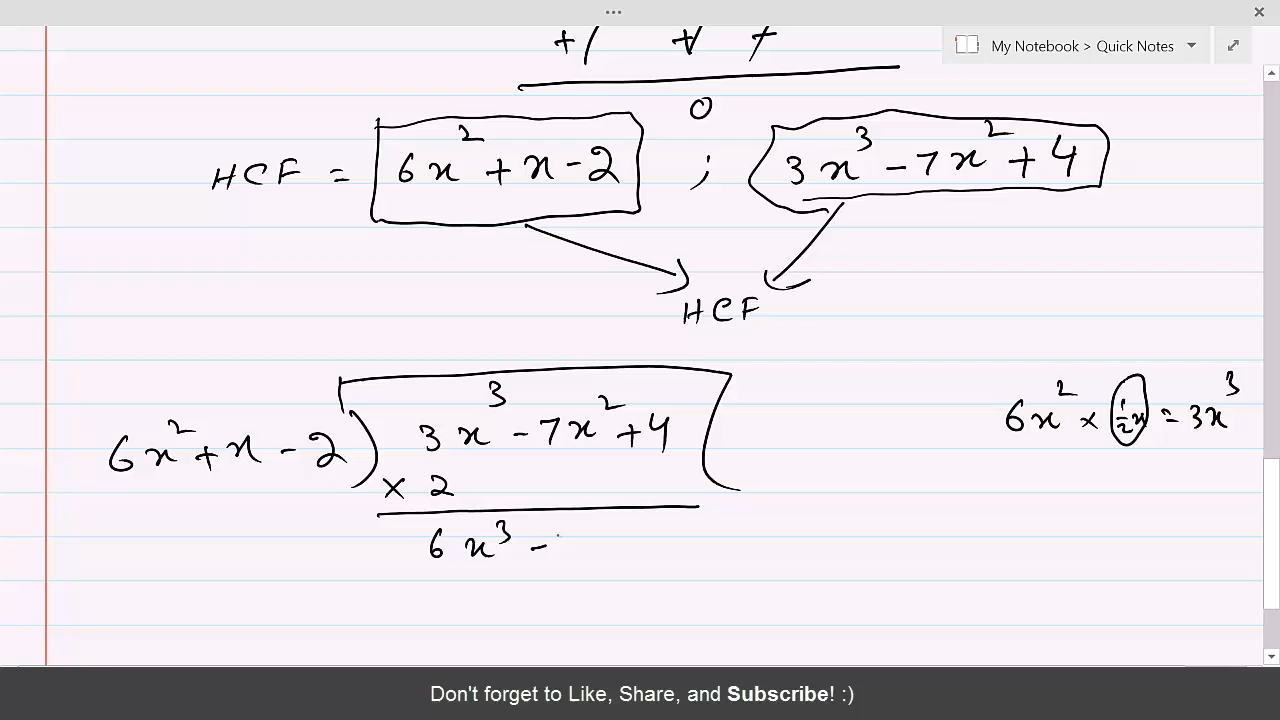 ...
My Notebook > Quick Notes
+/ +/ +
0
HCF = 6x² + x - 2 ; 3x³ - 7x² + 4
HCF
6x² + x - 2 ) 3x³ - 7x² + 4 (
6x² × ½x = 3x³
× 2
6x³ -
Don't forget to Like, Share, and Subscribe! :)